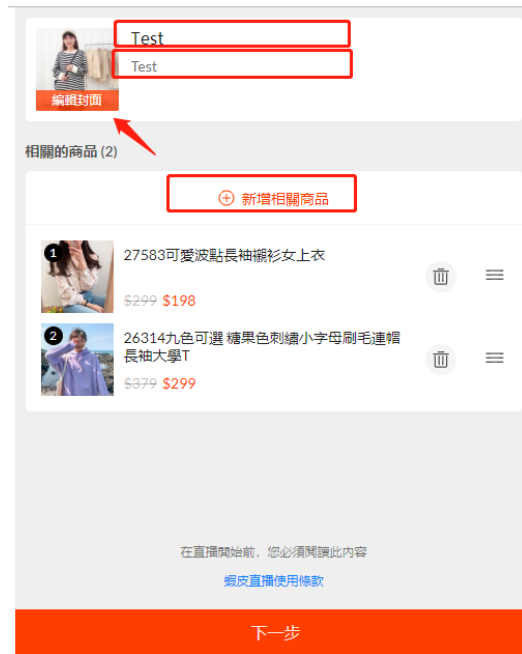 Test
Test
編輯封面
相關的商品 (2)
新增相關商品
1
27583可愛波點長袖襯衫女上衣
$299 $198
2
26314九色可選 糖果色刺繡小字母刷毛連帽
長袖大學T
$379 $299
在直播開始前，您必須閱讀此內容
蝦皮直播使用條款
下一步